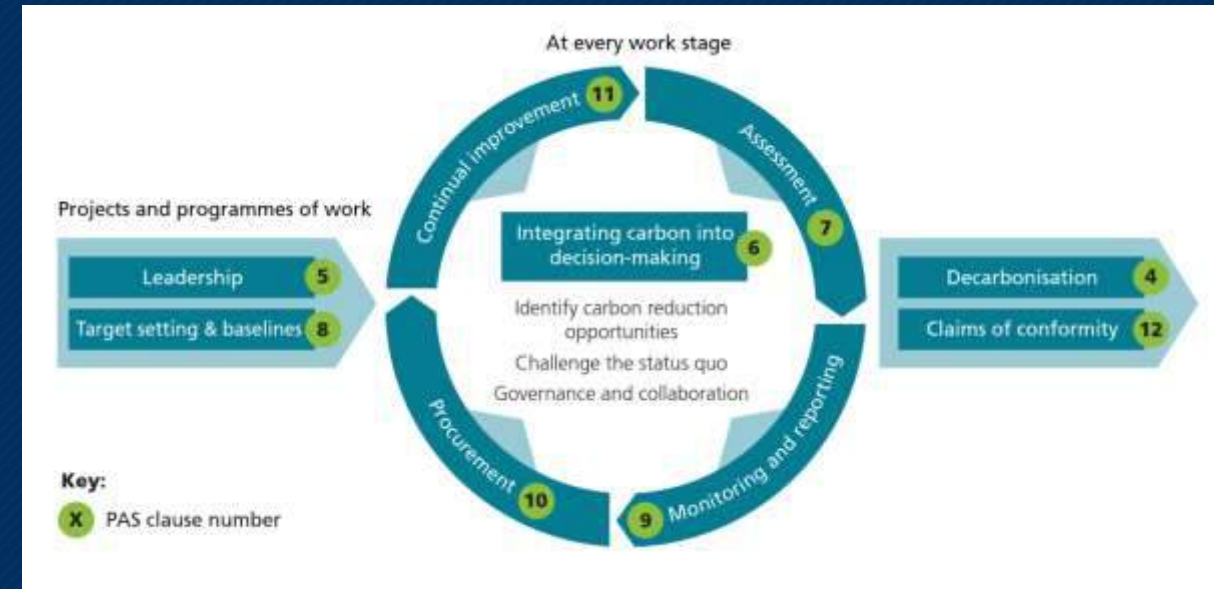 At every work stage
Continual improvement 11
Assessment 7
Projects and programmes of work
Leadership 5
Target setting & baselines 8
Integrating carbon into
decision-making 6
Identify carbon reduction
opportunities
Challenge the status quo
Governance and collaboration
Decarbonisation 4
Claims of conformity 12
Procurement 10
9 Monitoring and reporting
Key:
X PAS clause number